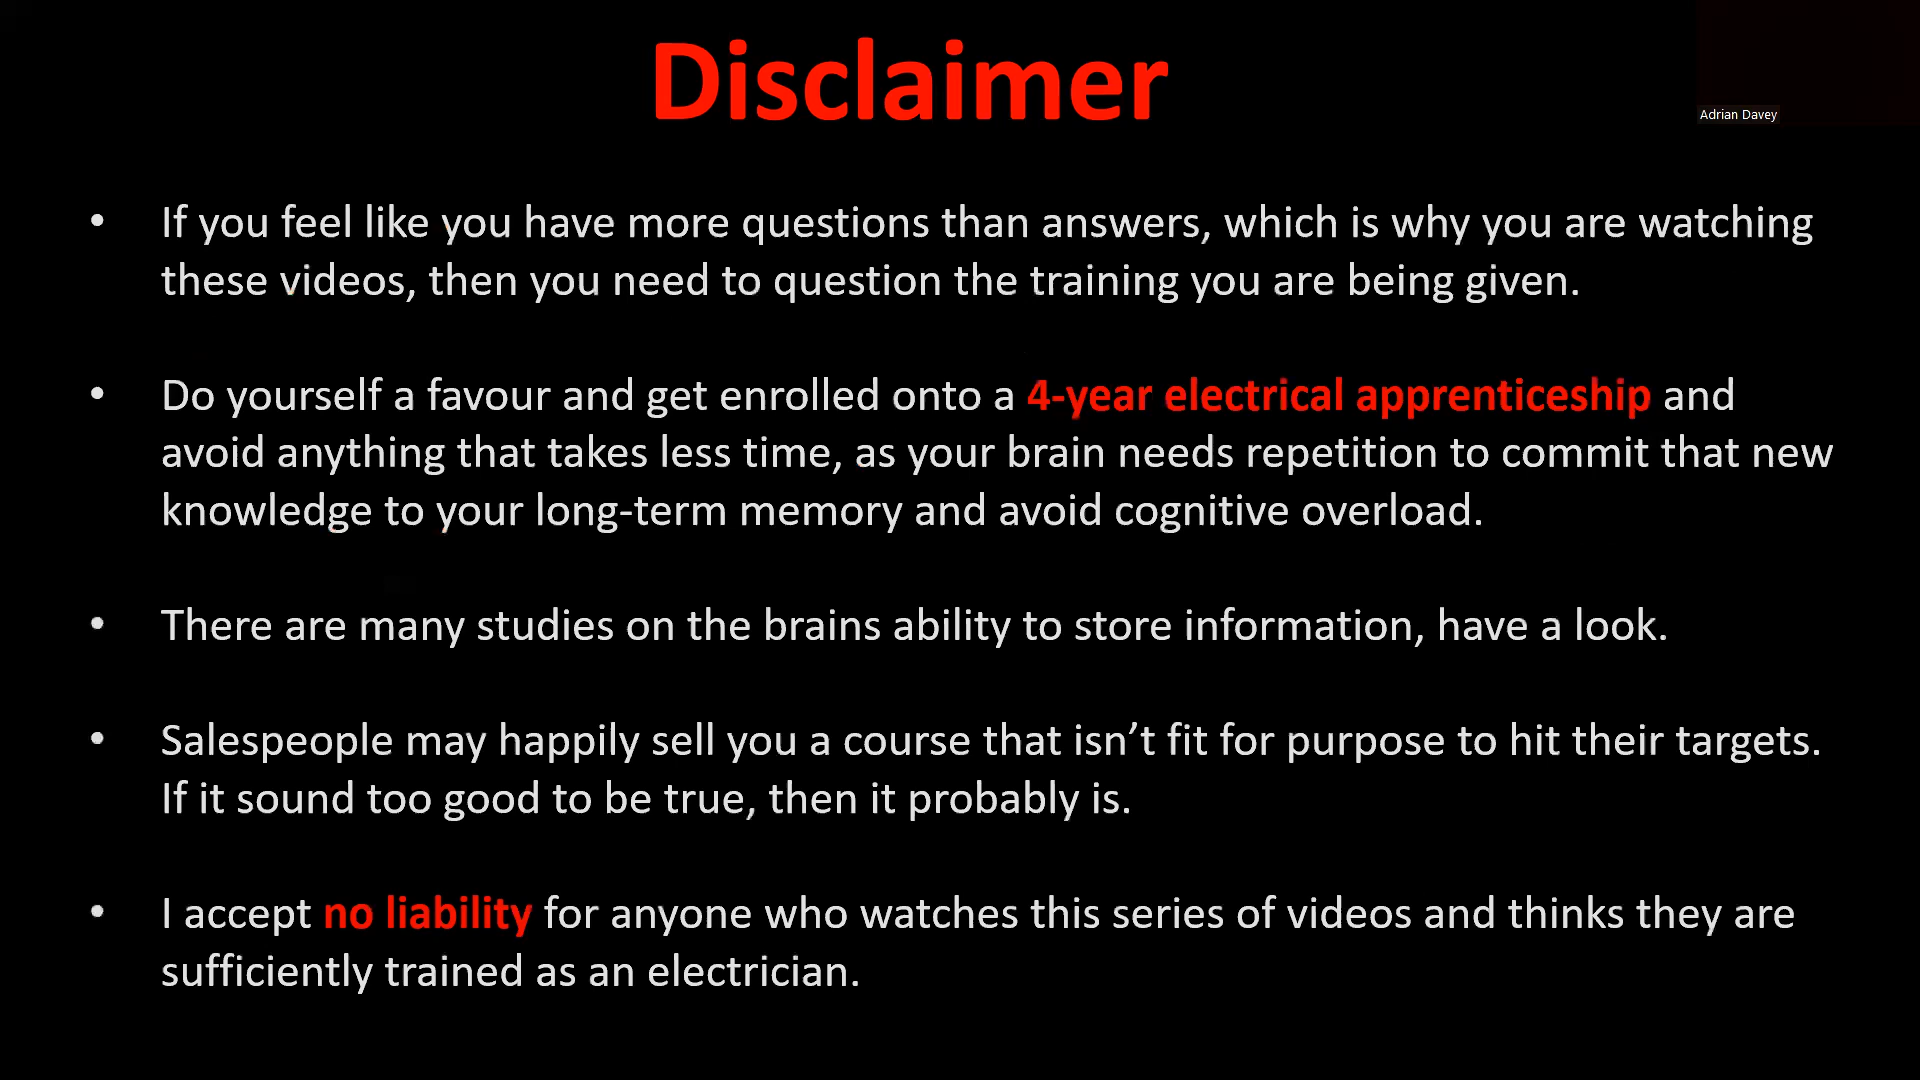 Disclaimer
Adrian Davey
• If you feel like you have more questions than answers, which is why you are watching
these videos, then you need to question the training you are being given.
• Do yourself a favour and get enrolled onto a 4-year electrical apprenticeship and
avoid anything that takes less time, as your brain needs repetition to commit that new
knowledge to your long-term memory and avoid cognitive overload.
• There are many studies on the brains ability to store information, have a look.
• Salespeople may happily sell you a course that isn’t fit for purpose to hit their targets.
If it sound too good to be true, then it probably is.
• I accept no liability for anyone who watches this series of videos and thinks they are
sufficiently trained as an electrician.